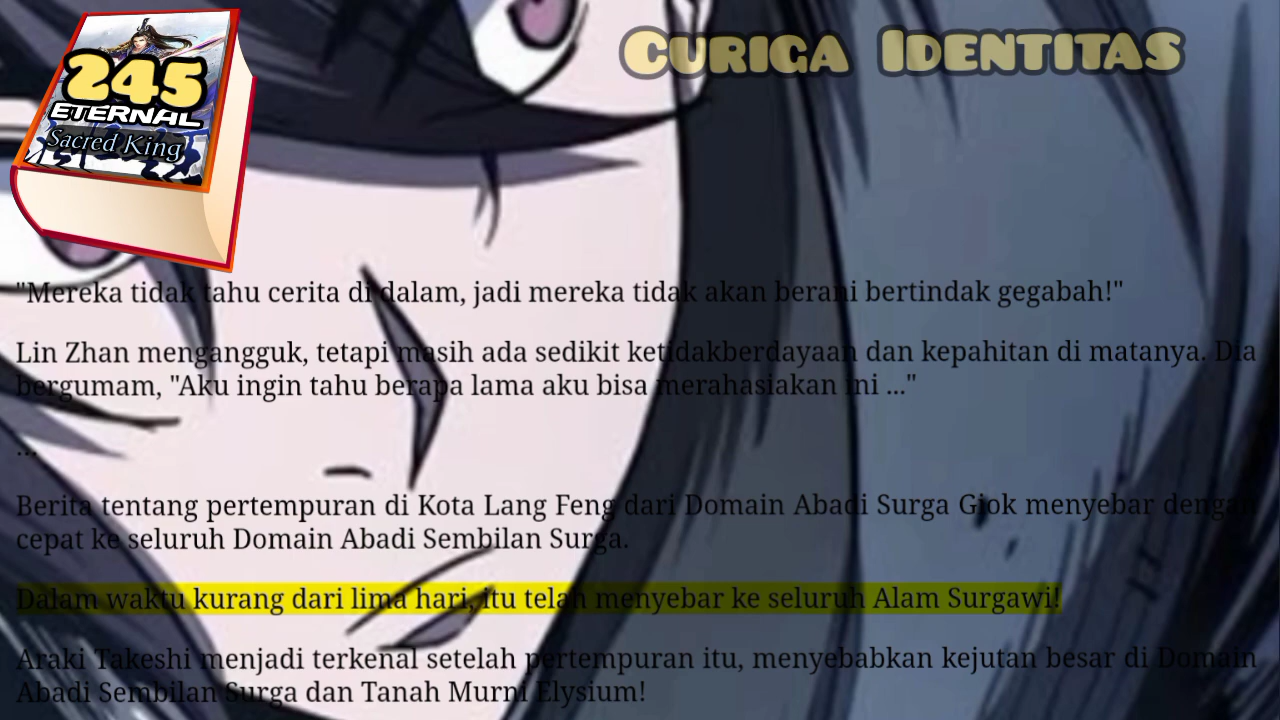 245
ETERNAL
Sacred King
Curiga Identitas
"Mereka tidak tahu cerita di dalam, jadi mereka tidak akan berani bertindak gegabah!"
Lin Zhan mengangguk, tetapi masih ada sedikit ketidakberdayaan dan kepahitan di matanya. Dia
bergumam, "Aku ingin tahu berapa lama aku bisa merahasiakan ini ..."
...
Berita tentang pertempuran di Kota Lang Feng dari Domain Abadi Surga Giok menyebar dengan
cepat ke seluruh Domain Abadi Sembilan Surga.
Dalam waktu kurang dari lima hari, itu telah menyebar ke seluruh Alam Surgawi!
Araki Takeshi menjadi terkenal setelah pertempuran itu, menyebabkan kejutan besar di Domain
Abadi Sembilan Surga dan Tanah Murni Elysium!